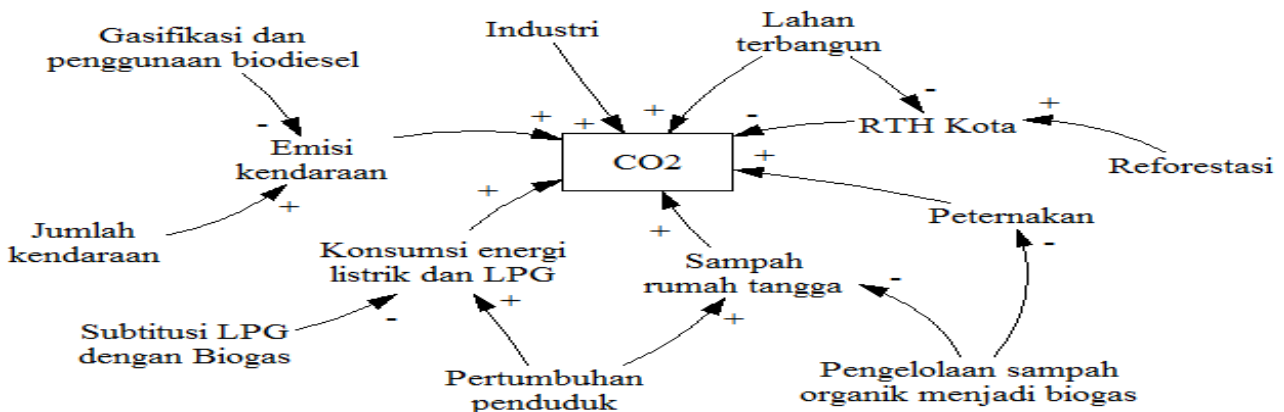 Gasifikasi dan
penggunaan biodiesel
Industri
Lahan
terbangun
-
+
+
+
+
-
-
+
Emisi
kendaraan
CO2
RTH Kota
Reforestasi
+
+
+
Jumlah
kendaraan
Konsumsi energi
listrik dan LPG
+
Sampah
rumah tangga
Peternakan
-
-
Subtitusi LPG
dengan Biogas
-
+
+
Pertumbuhan
penduduk
Pengelolaan sampah
organik menjadi biogas